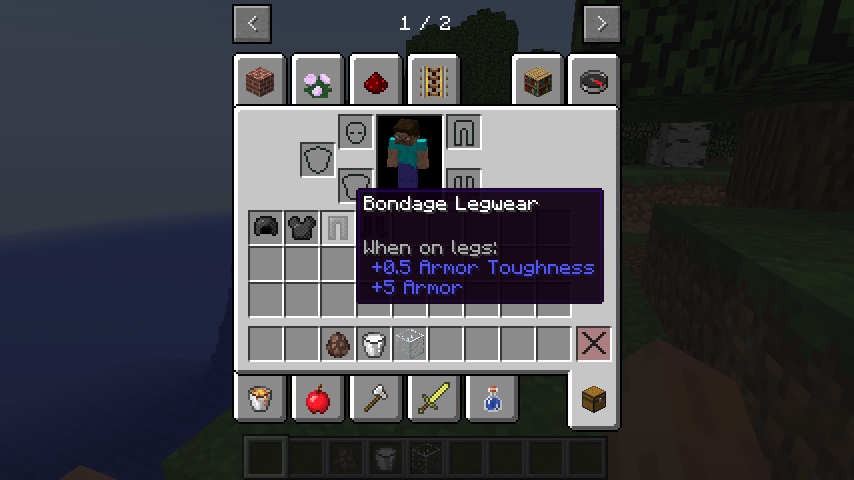 < 1 / 2 >
Bondage Legwear
When on legs:
+0.5 Armor Toughness
+5 Armor